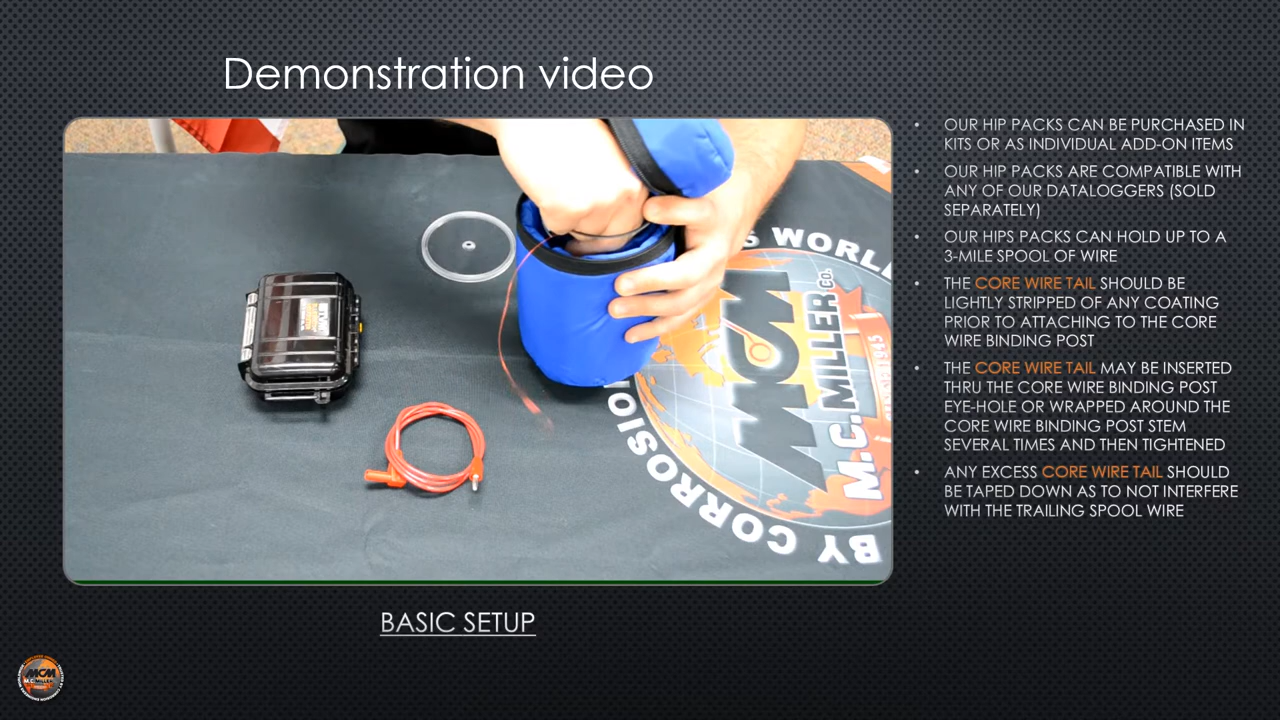 Demonstration video
S WORL
MCM
M.C. MILLER CO.
BY CORROSIO
• OUR HIP PACKS CAN BE PURCHASED IN
KITS OR AS INDIVIDUAL ADD-ON ITEMS
• OUR HIP PACKS ARE COMPATIBLE WITH
ANY OF OUR DATALOGGERS (SOLD
SEPARATELY)
• OUR HIPS PACKS CAN HOLD UP TO A
3-MILE SPOOL OF WIRE
• THE CORE WIRE TAIL SHOULD BE
LIGHTLY STRIPPED OF ANY COATING
PRIOR TO ATTACHING TO THE CORE
WIRE BINDING POST
• THE CORE WIRE TAIL MAY BE INSERTED
THRU THE CORE WIRE BINDING POST
EYE-HOLE OR WRAPPED AROUND THE
CORE WIRE BINDING POST STEM
SEVERAL TIMES AND THEN TIGHTENED
• ANY EXCESS CORE WIRE TAIL SHOULD
BE TAPED DOWN AS TO NOT INTERFERE
WITH THE TRAILING SPOOL WIRE
BASIC SETUP
MCM
M.C. MILLER